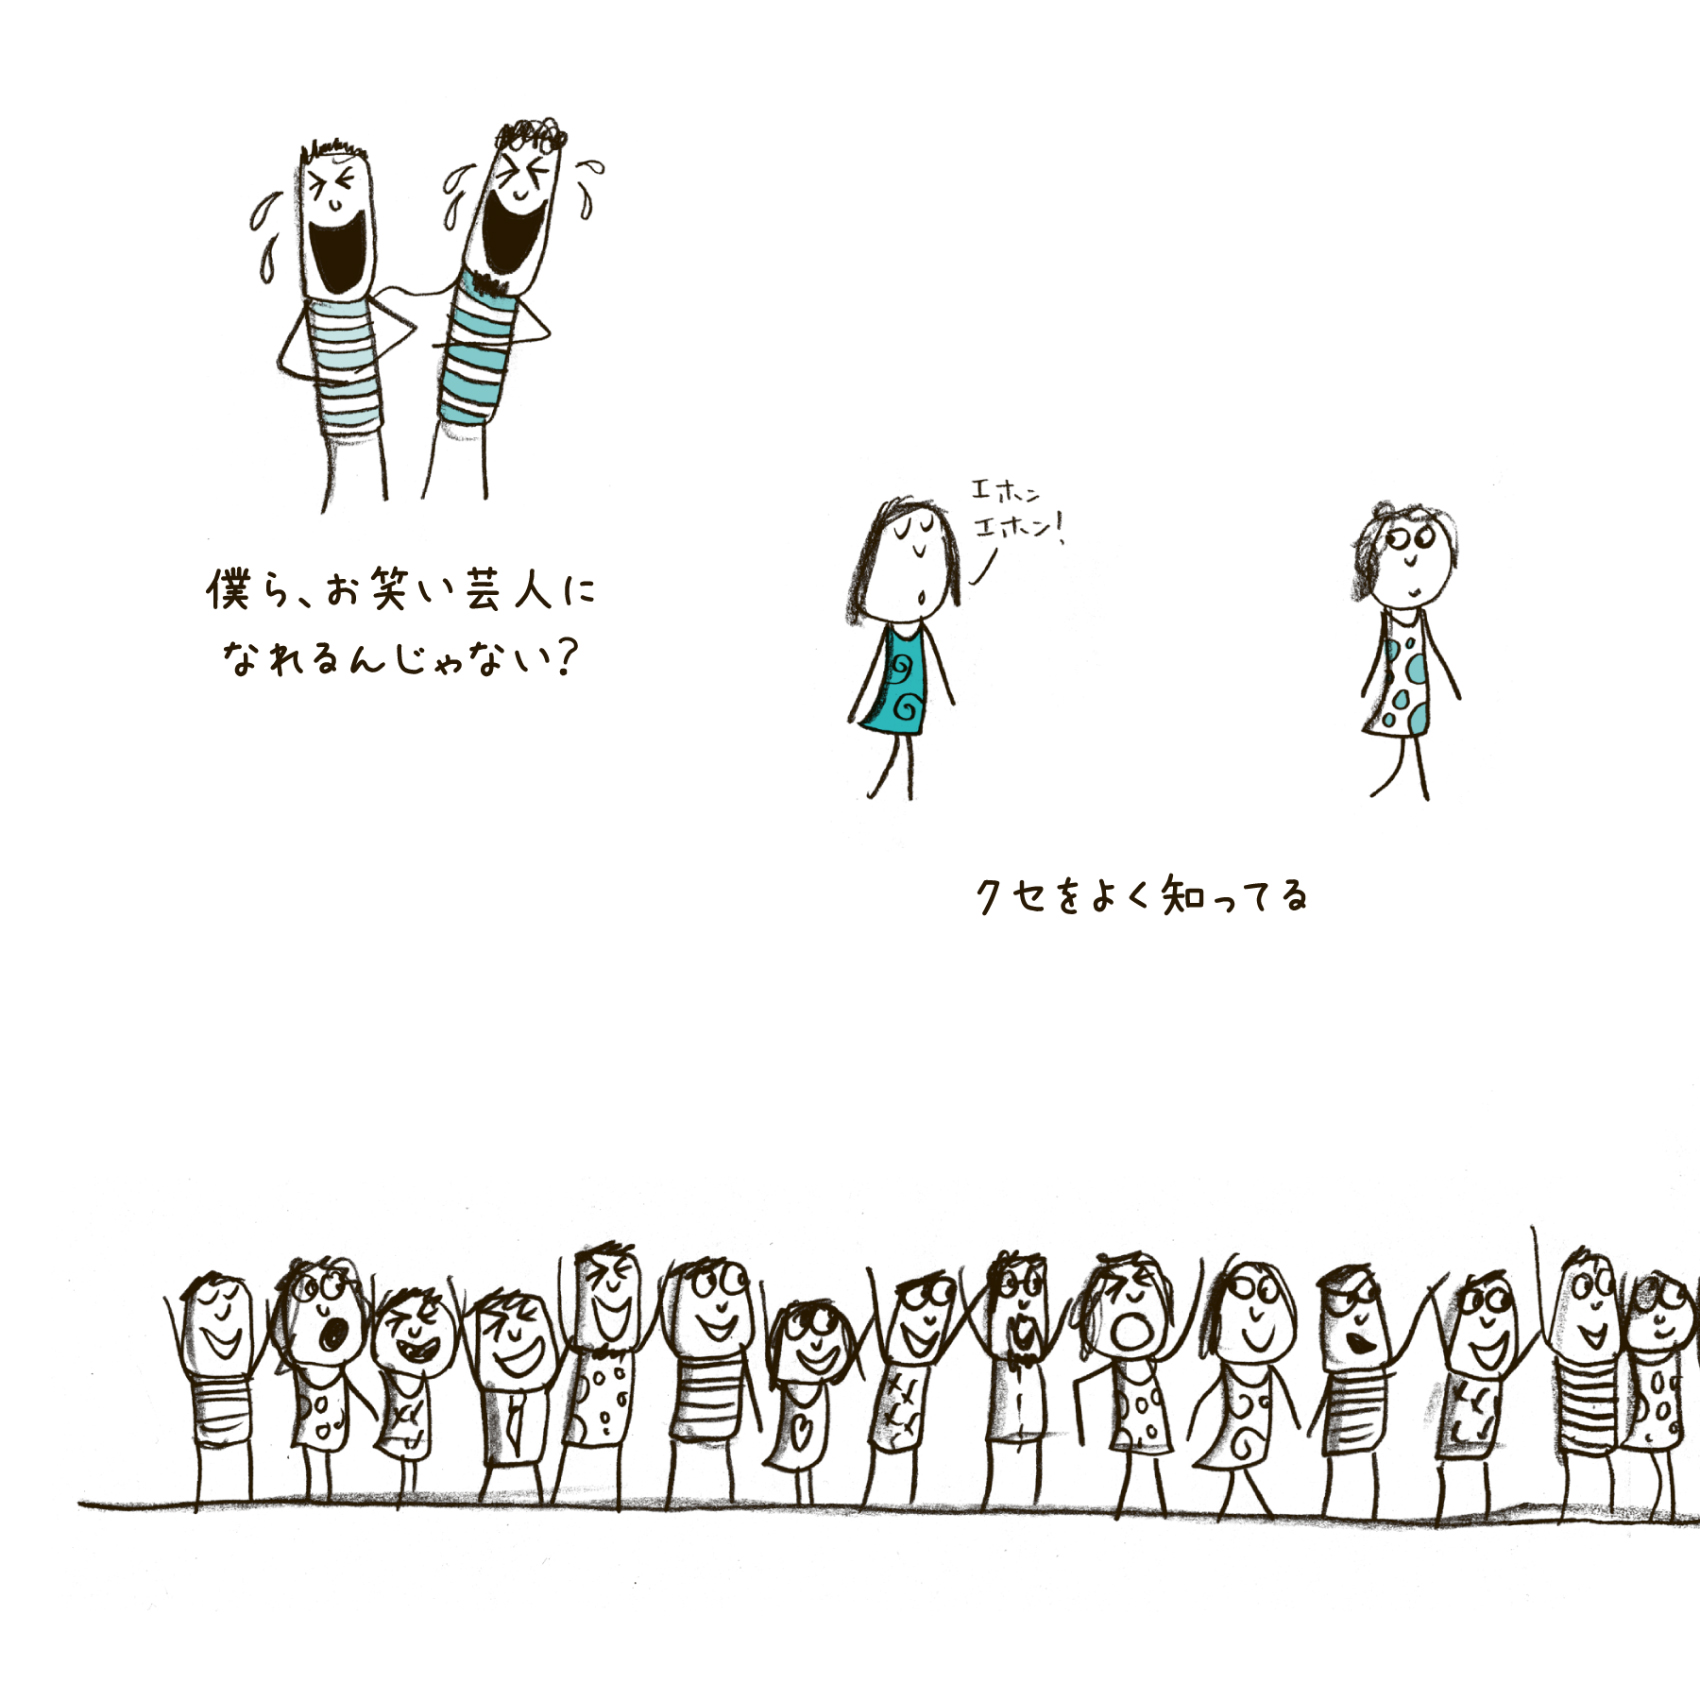 僕ら、お笑い芸人に
なれるんじゃない?
エホン
エホン!
クセをよく知ってる